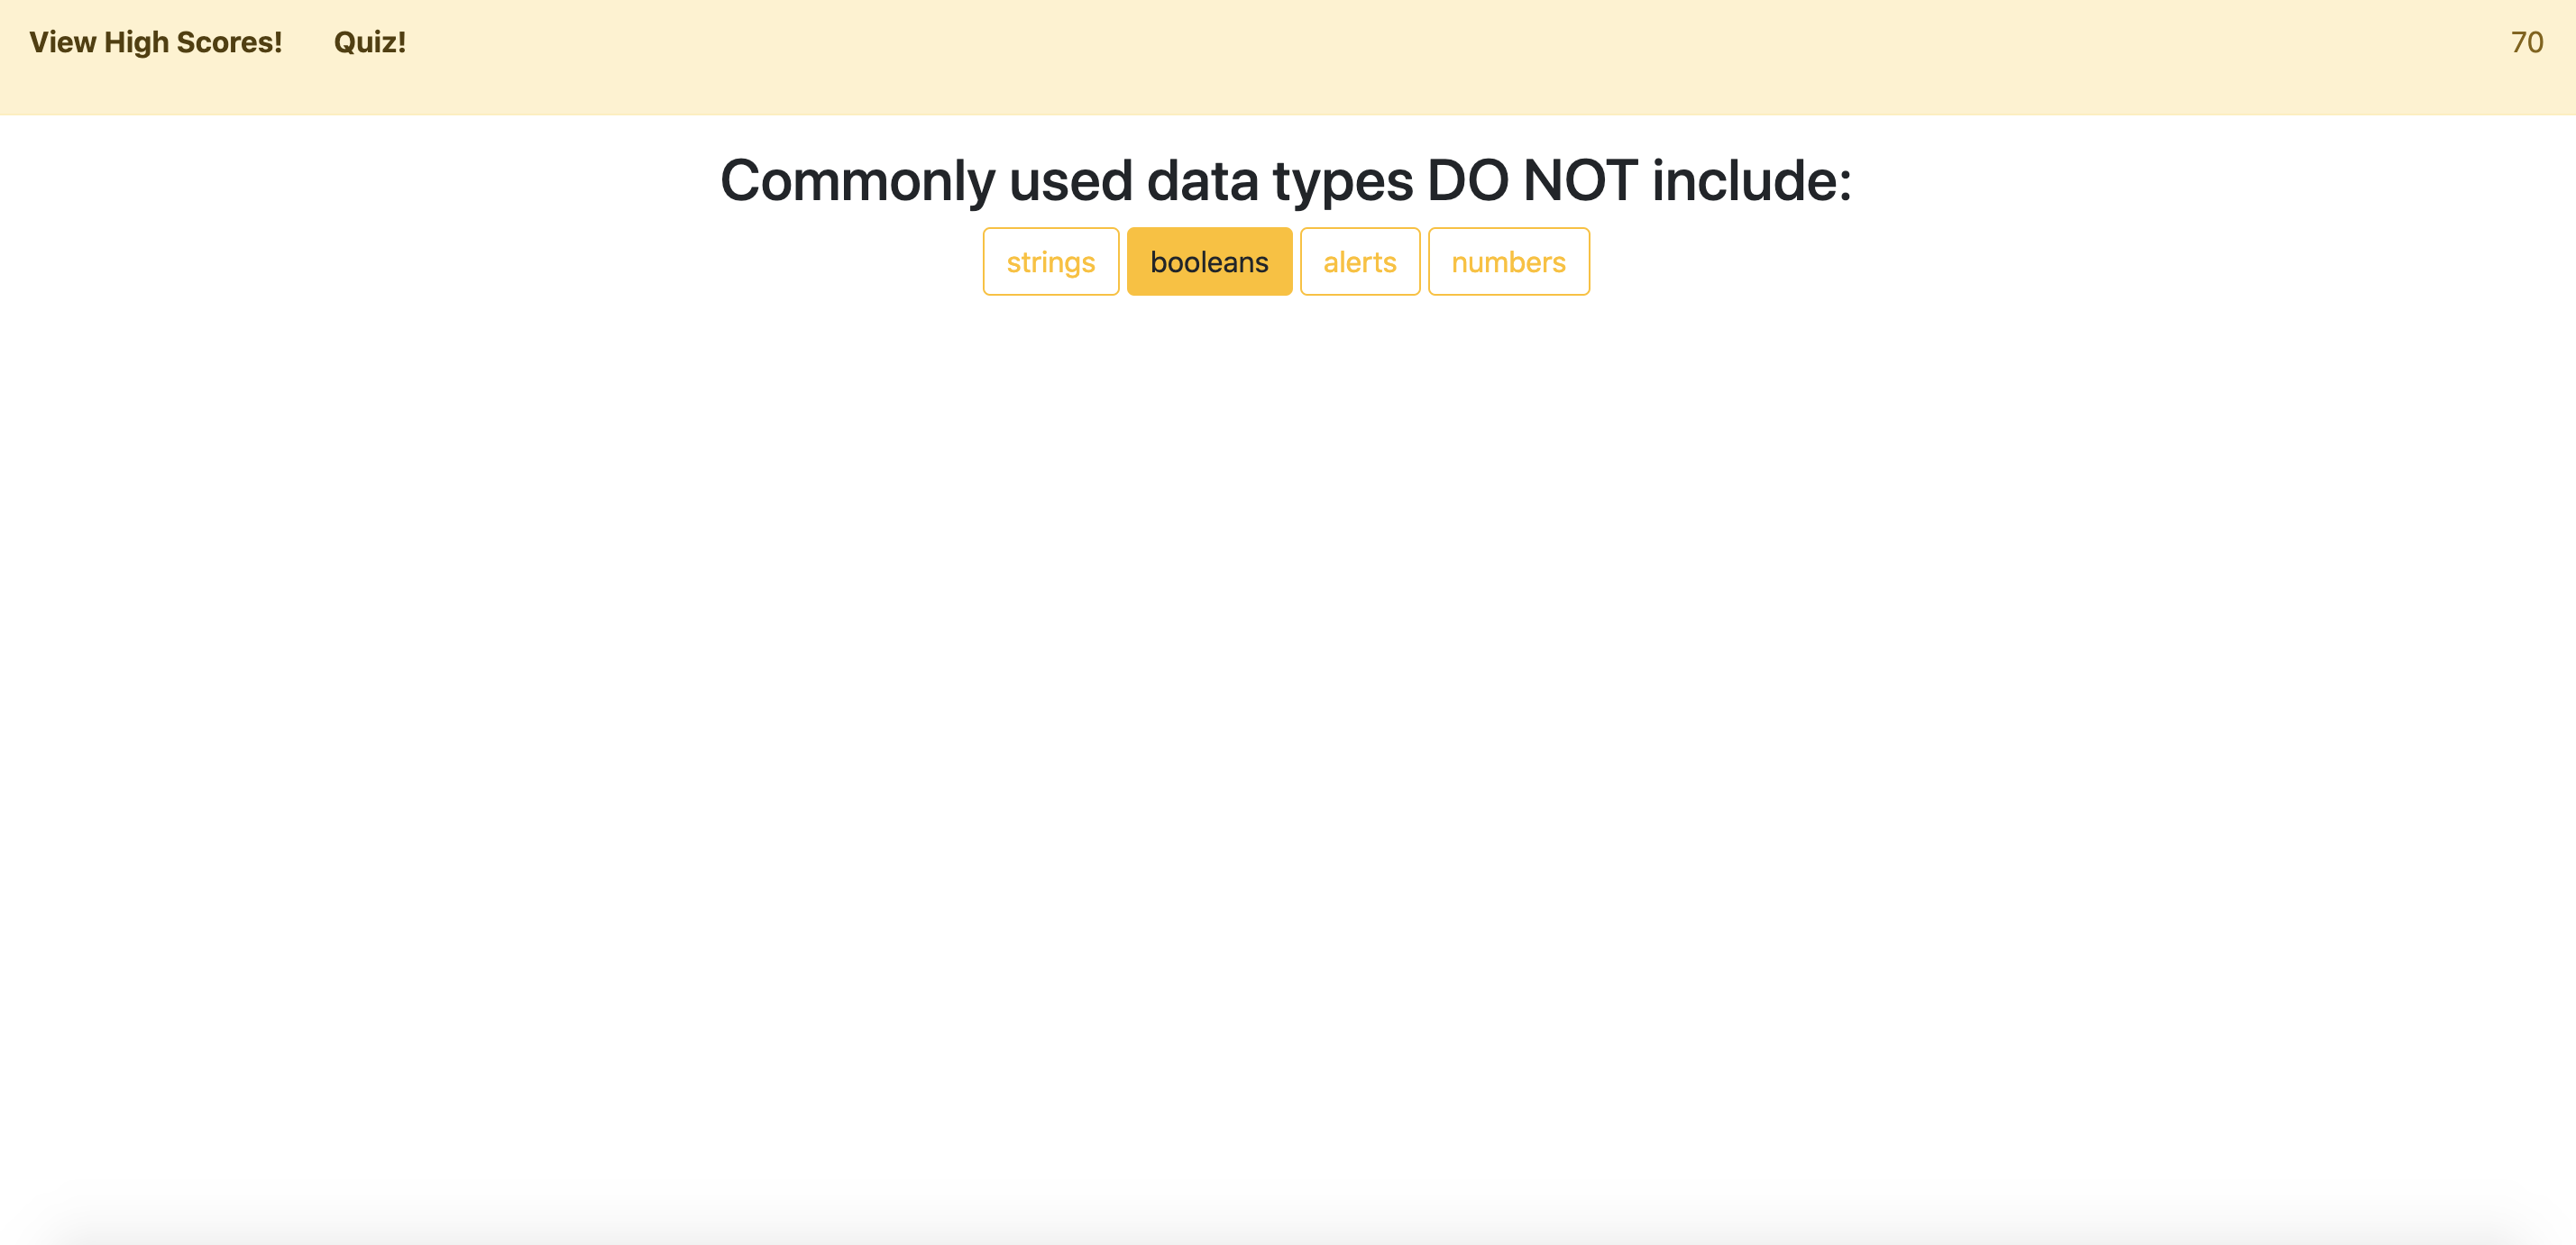 View High Scores! Quiz! 70
Commonly used data types DO NOT include:
strings booleans alerts numbers